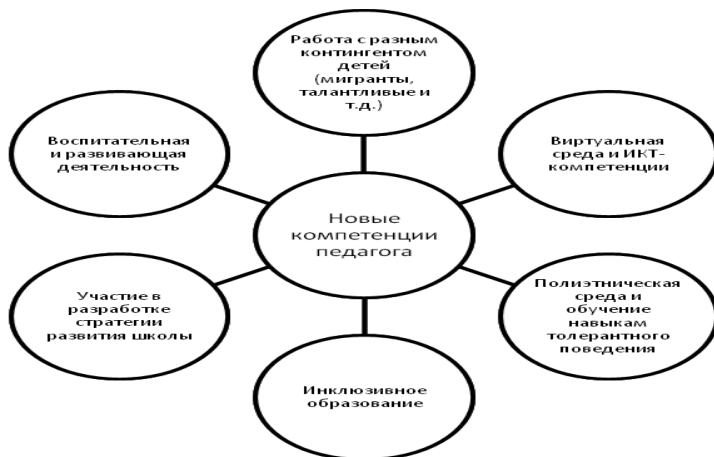 Работа с разным
контингентом
детей
(мигранты,
талантливые и
т.д.)
Воспитательная
и развивающая
деятельность
Виртуальная
среда и ИКТ-
компетенции
Новые
компетенции
педагога
Участие в
разработке
стратегии
развития школы
Полиэтническая
среда и
обучение
навыкам
толерантного
поведения
Инклюзивное
образование